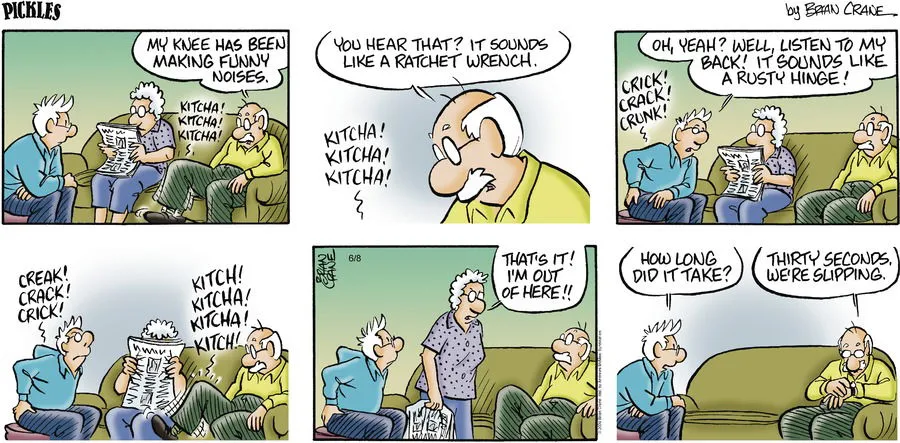 PICKLES
by BRIAN CRANE
MY KNEE HAS BEEN
MAKING FUNNY
NOISES.
KITCHA!
KITCHA!
KITCHA!
YOU HEAR THAT? IT SOUNDS
LIKE A RATCHET WRENCH.
KITCHA!
KITCHA!
KITCHA!
OH, YEAH? WELL, LISTEN TO MY
BACK! IT SOUNDS LIKE
A RUSTY HINGE!
CRICK!
CRACK!
CRUNK!
CREAK!
CRACK!
CRICK!
KITCH!
KITCHA!
KITCHA!
KITCH!
BRIAN
CRANE
6/8
THAT'S IT!
I'M OUT
OF HERE!!
HOW LONG
DID IT TAKE?
THIRTY SECONDS.
WE'RE SLIPPING.